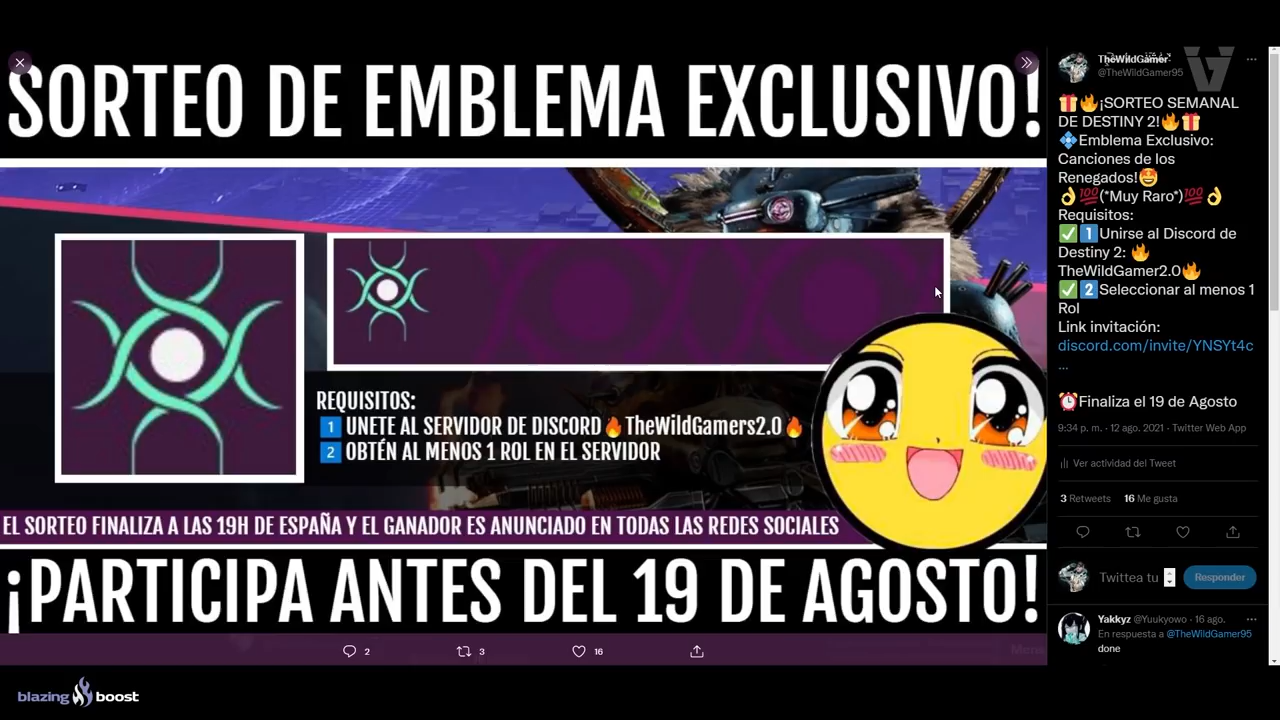 SORTEO DE EMBLEMA EXCLUSIVO!
REQUISITOS:
1 UNETE AL SERVIDOR DE DISCORD🔥TheWildGamers2.0🔥
2 OBTÉN AL MENOS 1 ROL EN EL SERVIDOR
EL SORTEO FINALIZA A LAS 19H DE ESPAÑA Y EL GANADOR ES ANUNCIADO EN TODAS LAS REDES SOCIALES
¡PARTICIPA ANTES DEL 19 DE AGOSTO!
2 3 16
blazing boost
TheWildGamer
@TheWildGamer95
🎁🔥¡SORTEO SEMANAL
DE DESTINY 2!🔥🎁
💠Emblema Exclusivo:
Canciones de los
Renegados!🤩
👌💯(*Muy Raro*)💯👌
Requisitos:
✅1️⃣Unirse al Discord de
Destiny 2: 🔥
TheWildGamer2.0🔥
✅2️⃣Seleccionar al menos 1
Rol
Link invitación:
discord.com/invite/YNSYt4c
...
⏰Finaliza el 19 de Agosto
9:34 p. m. · 12 ago. 2021 · Twitter Web App
Ver actividad del Tweet
3 Retweets 16 Me gusta
Twittea tu
Responder
Yakkyz @Yuukyowo · 16 ago.
En respuesta a @TheWildGamer95
done